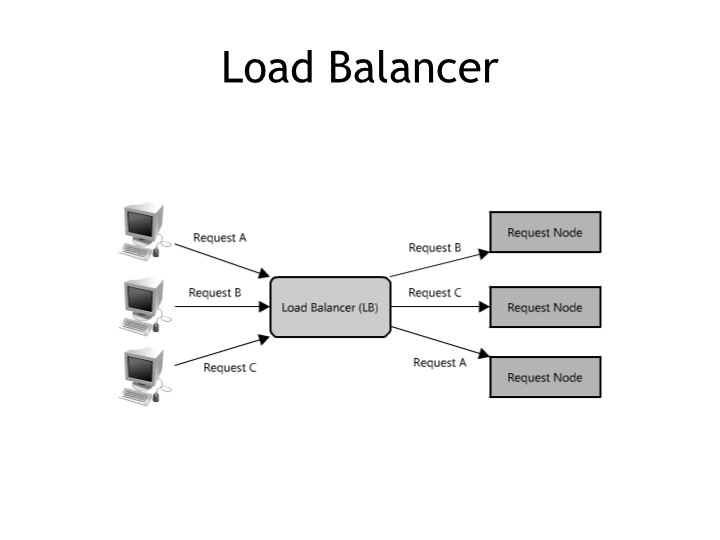 Load Balancer
Request A
Request B
Request C
Load Balancer (LB)
Request B
Request C
Request A
Request Node
Request Node
Request Node